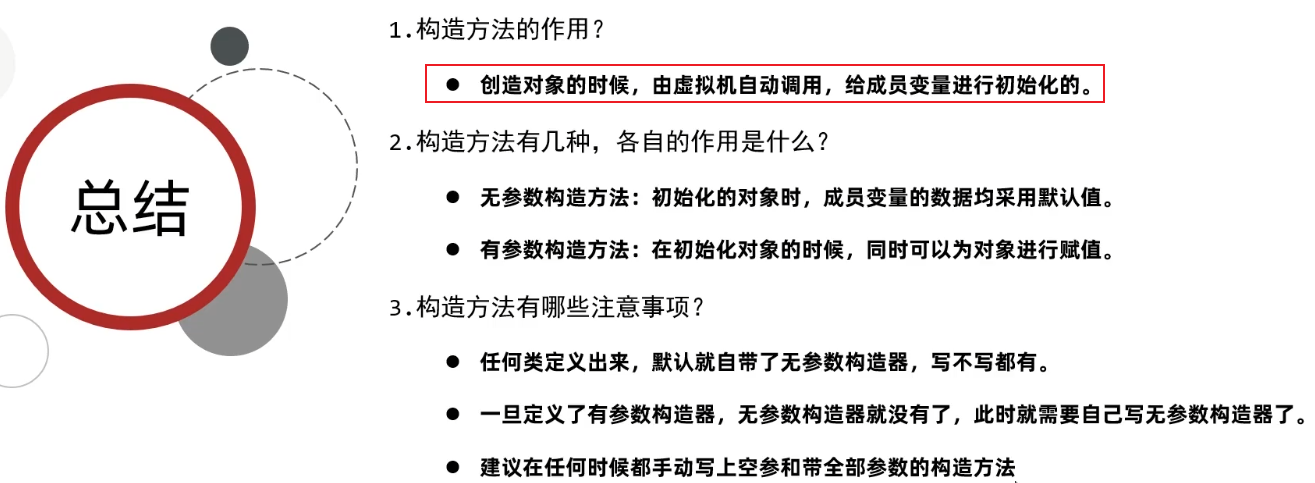 总结
1.构造方法的作用？
● 创造对象的时候，由虚拟机自动调用，给成员变量进行初始化的。
2.构造方法有几种，各自的作用是什么？
● 无参数构造方法：初始化的对象时，成员变量的数据均采用默认值。
● 有参数构造方法：在初始化对象的时候，同时可以为对象进行赋值。
3.构造方法有哪些注意事项？
● 任何类定义出来，默认就自带了无参数构造器，写不写都有。
● 一旦定义了有参数构造器，无参数构造器就没有了，此时就需要自己写无参数构造器了。
● 建议在任何时候都手动写上空参和带全部参数的构造方法